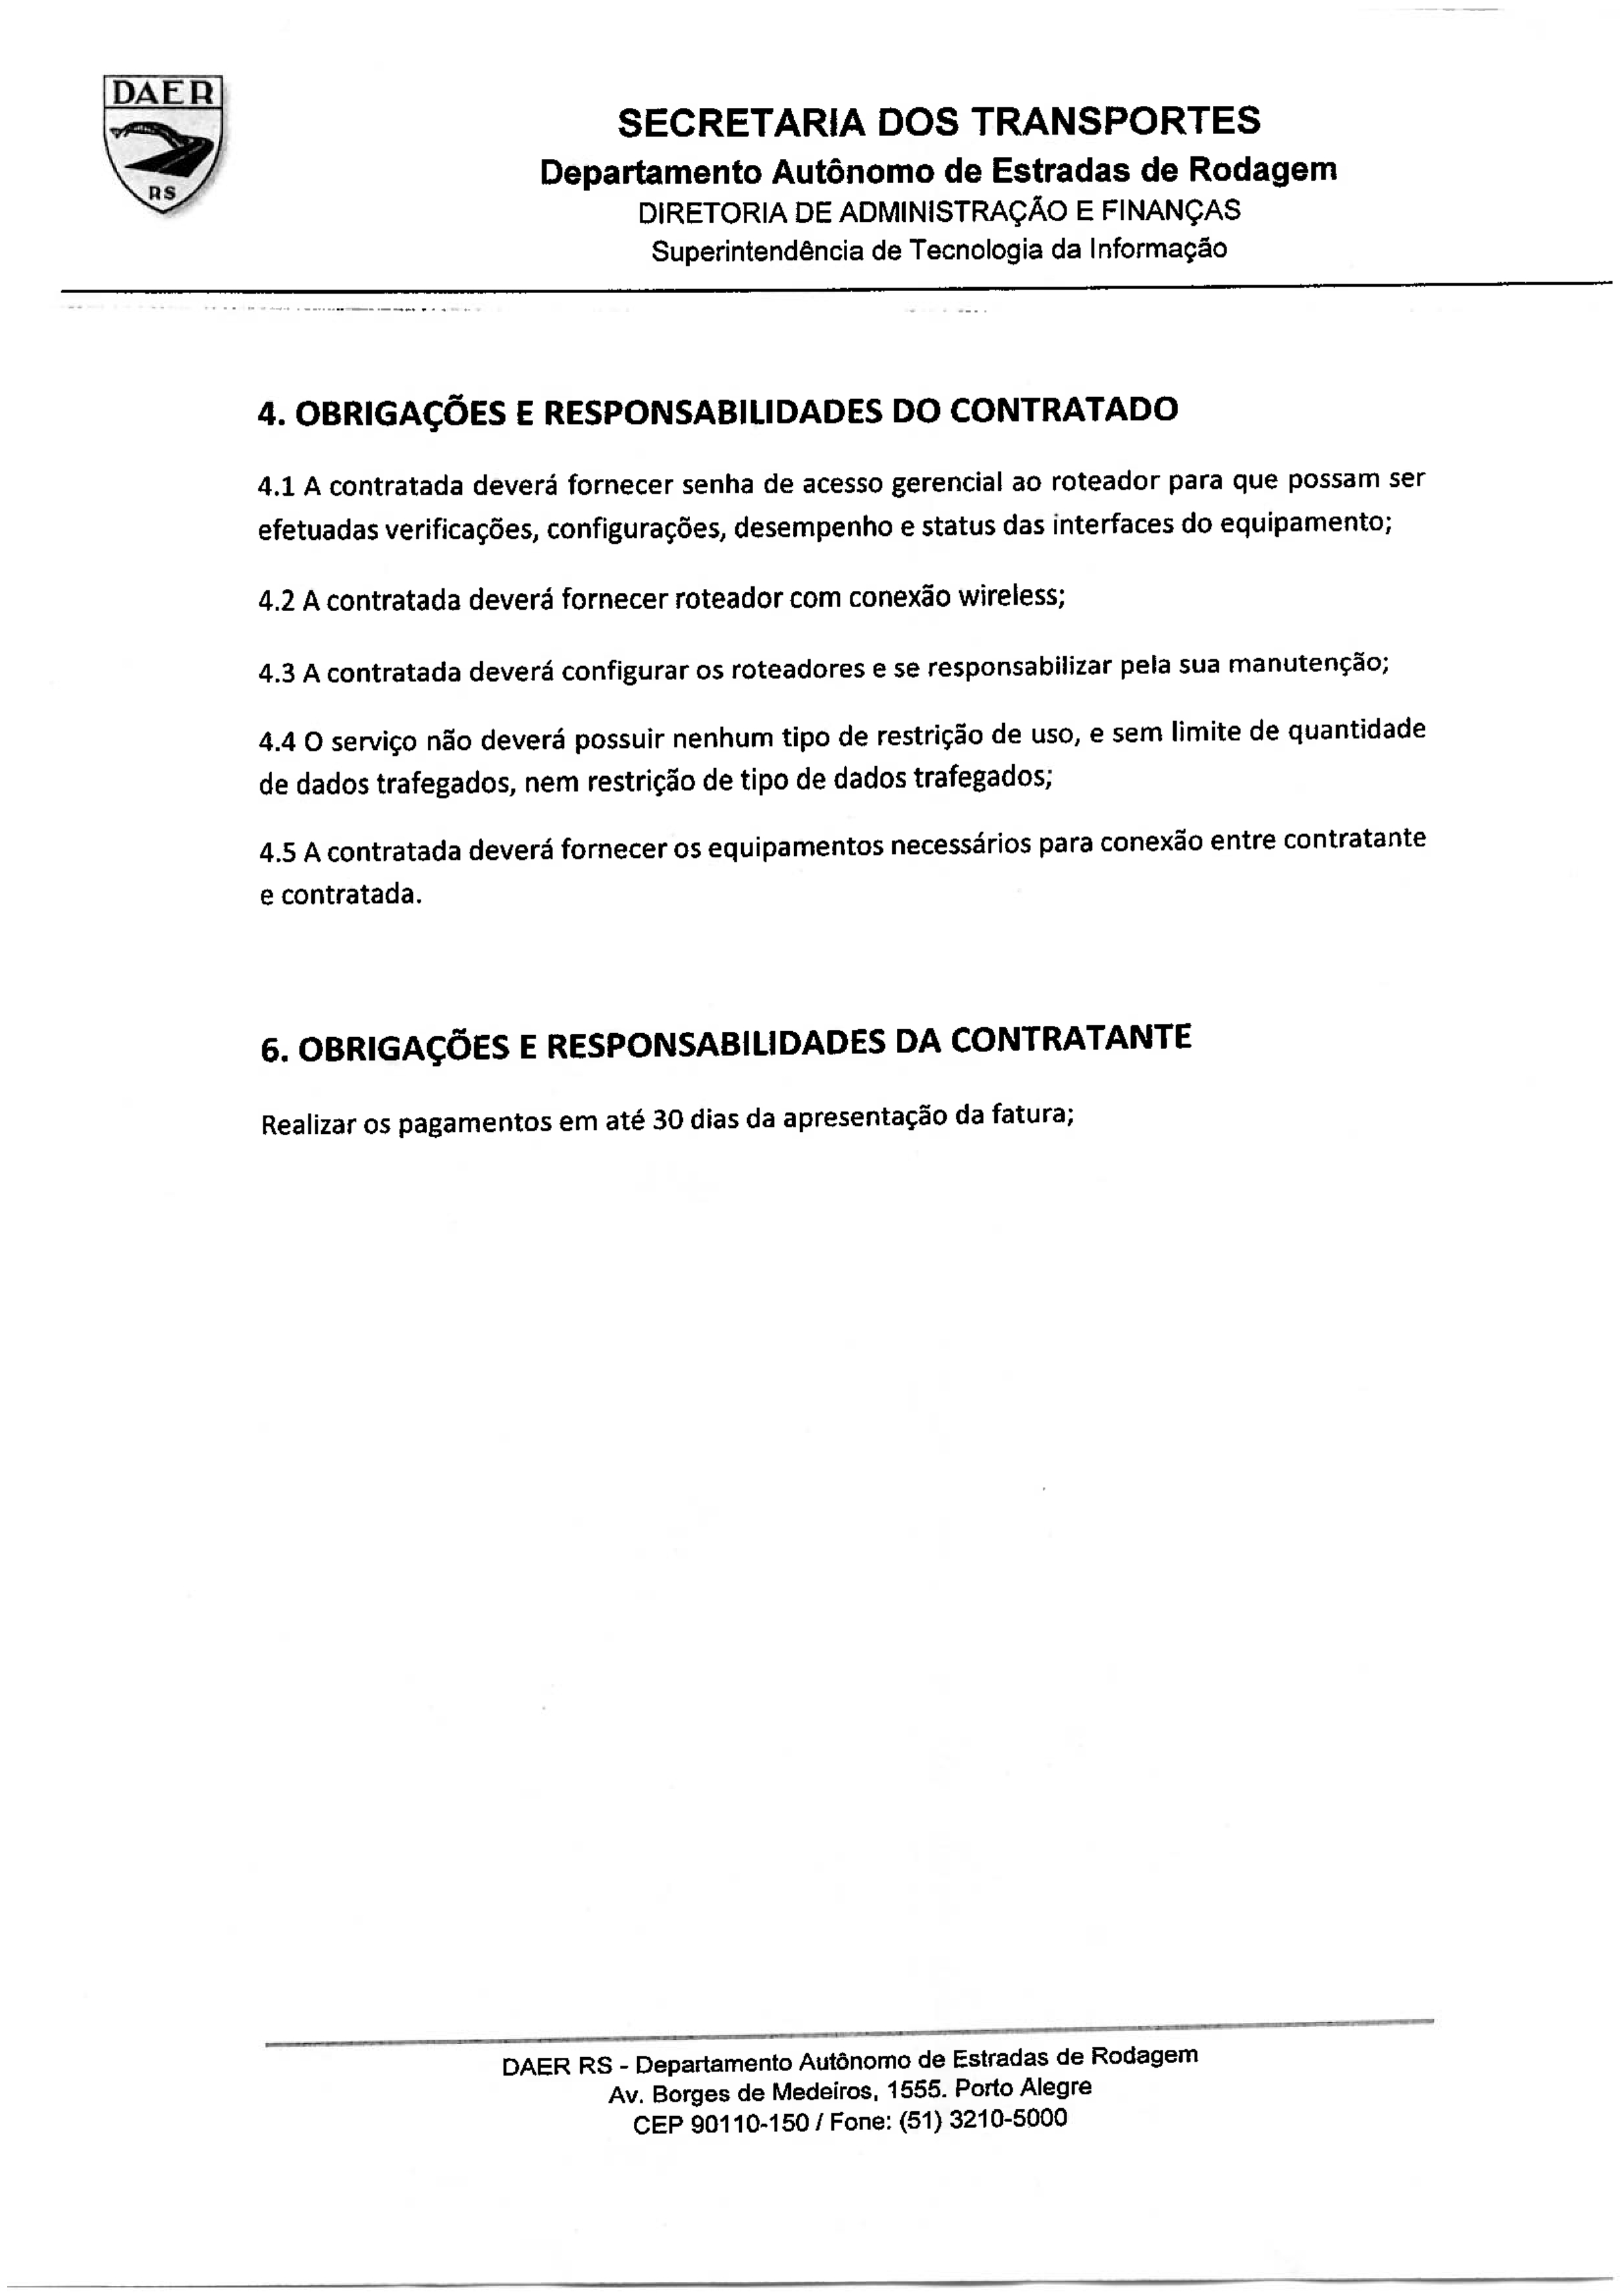 DAER
RS
SECRETARIA DOS TRANSPORTES
Departamento Autônomo de Estradas de Rodagem
DIRETORIA DE ADMINISTRAÇÃO E FINANÇAS
Superintendência de Tecnologia da Informação
4. OBRIGAÇÕES E RESPONSABILIDADES DO CONTRATADO
4.1 A contratada deverá fornecer senha de acesso gerencial ao roteador para que possam ser
efetuadas verificações, configurações, desempenho e status das interfaces do equipamento;
4.2 A contratada deverá fornecer roteador com conexão wireless;
4.3 A contratada deverá configurar os roteadores e se responsabilizar pela sua manutenção;
4.4 O serviço não deverá possuir nenhum tipo de restrição de uso, e sem limite de quantidade
de dados trafegados, nem restrição de tipo de dados trafegados;
4.5 A contratada deverá fornecer os equipamentos necessários para conexão entre contratante
e contratada.
6. OBRIGAÇÕES E RESPONSABILIDADES DA CONTRATANTE
Realizar os pagamentos em até 30 dias da apresentação da fatura;
DAER RS - Departamento Autônomo de Estradas de Rodagem
Av. Borges de Medeiros, 1555. Porto Alegre
CEP 90110-150 / Fone: (51) 3210-5000